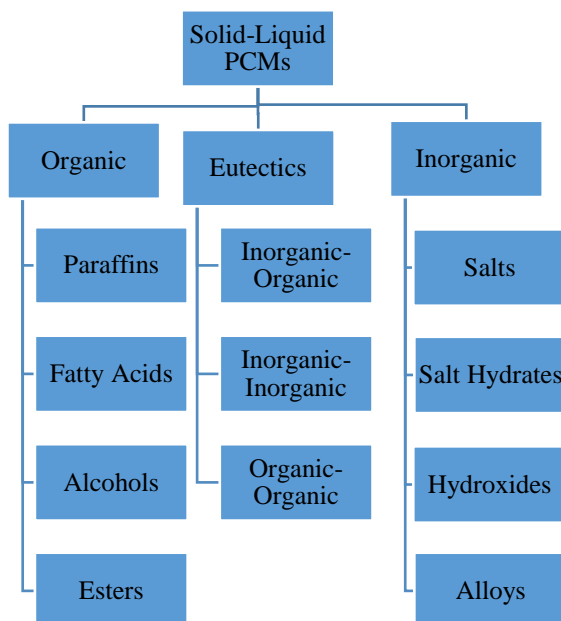 Solid-Liquid
PCMs
Organic
Eutectics
Inorganic
Paraffins
Inorganic-
Organic
Salts
Fatty Acids
Inorganic-
Inorganic
Salt Hydrates
Alcohols
Organic-
Organic
Hydroxides
Esters
Alloys